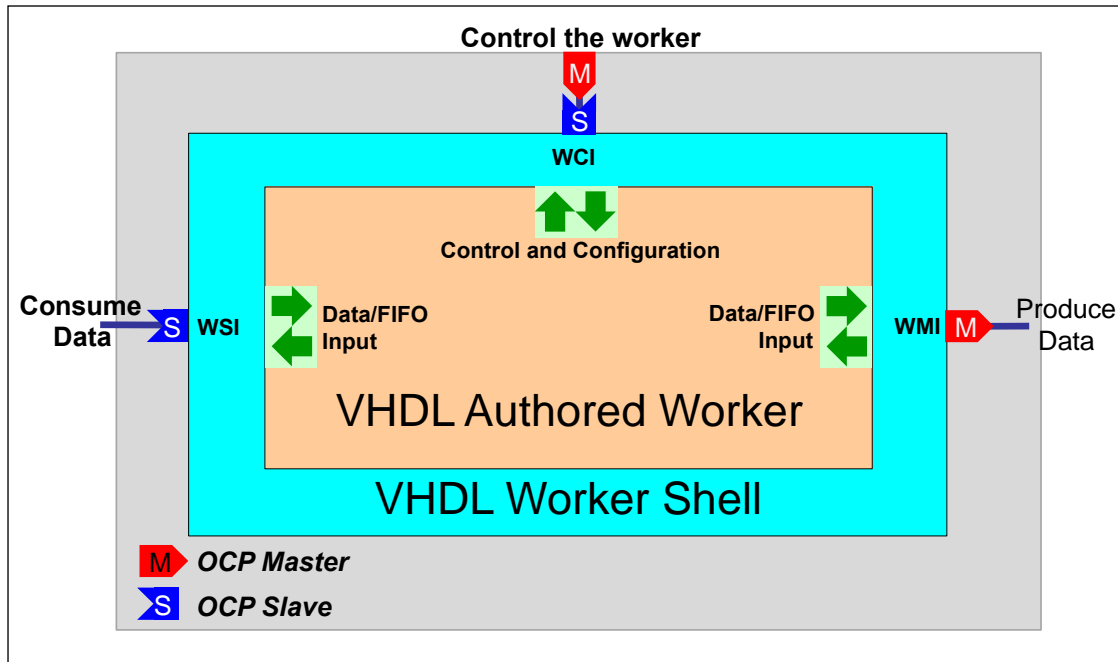 Control the worker
M
S
WCI
Control and Configuration
Consume
Data
S
WSI
Data/FIFO
Input
Data/FIFO
Input
WMI
M
Produce
Data
VHDL Authored Worker
VHDL Worker Shell
M OCP Master
S OCP Slave